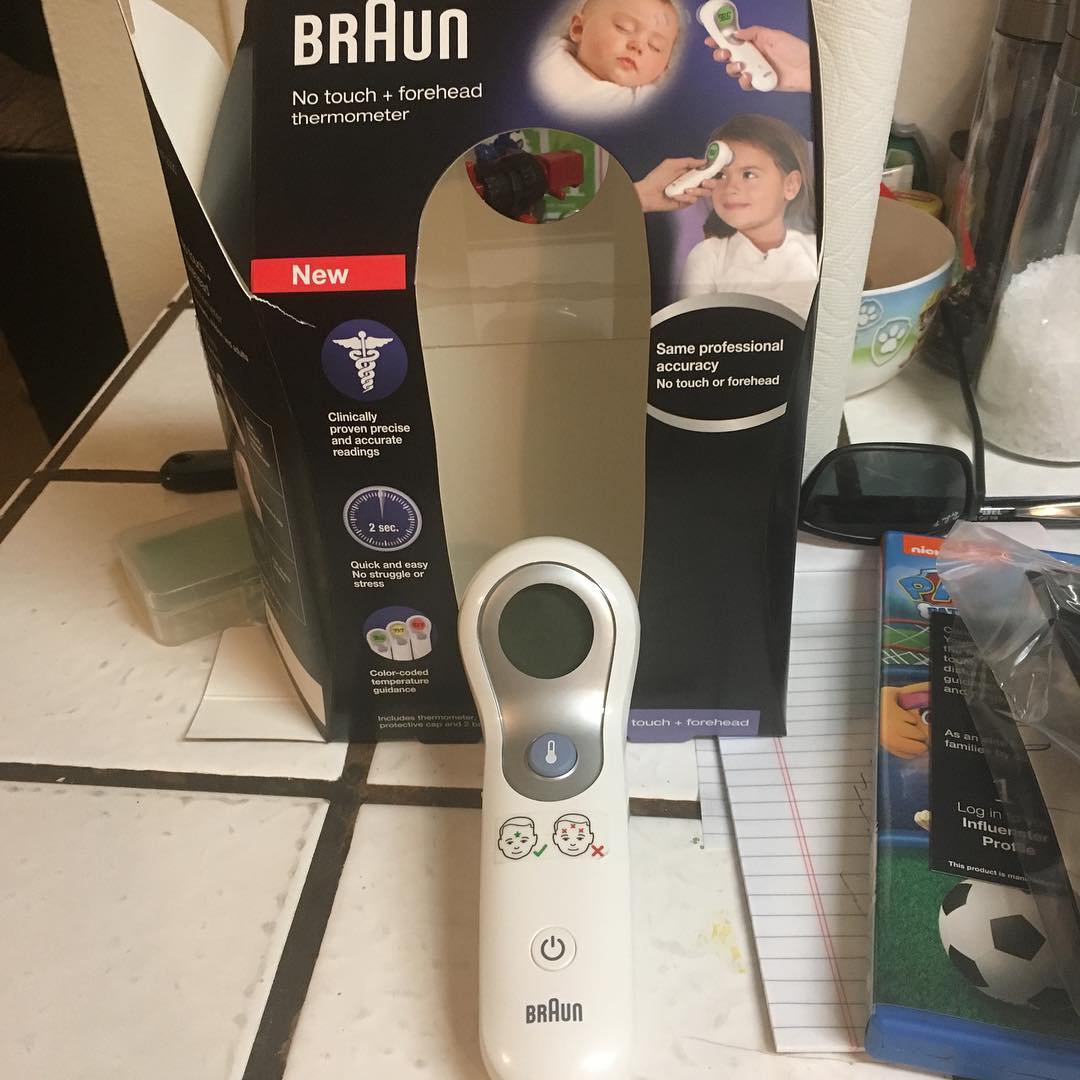 BRAUN
No touch + forehead
thermometer
New
Same professional
accuracy
No touch or forehead
Clinically
proven precise
and accurate
readings
2 sec.
Quick and easy
No struggle or
stress
Color-coded
temperature
guidance
Includes thermometer,
protective cap and 2
touch + forehead
BRAUN
As an
Log in
Influenster
Profile
This product is